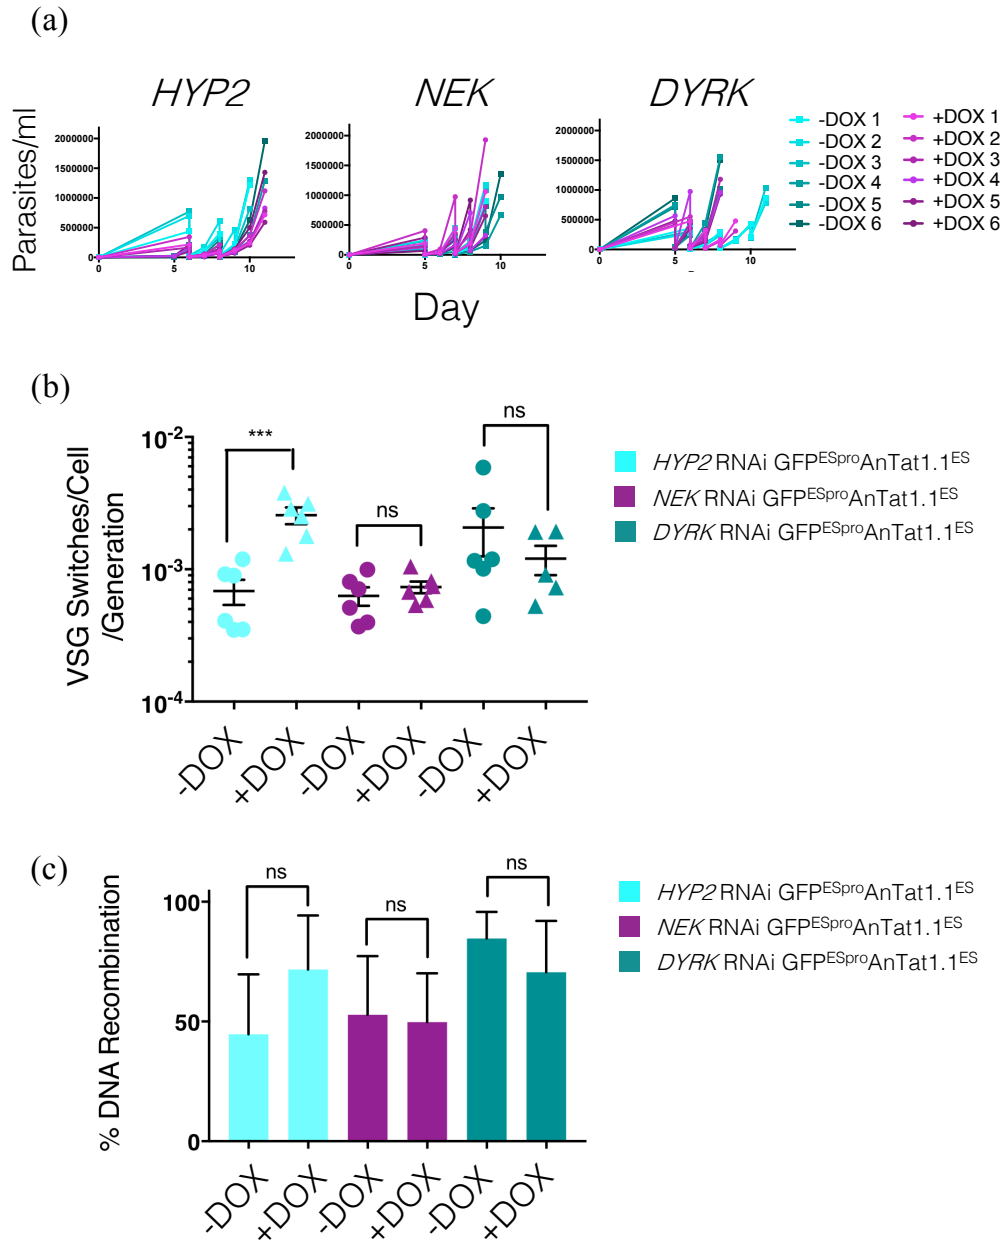 (a)
HYP2 NEK DYRK
Parasites/ml
2000000
1500000
1000000
500000
0
0 5 10
2000000
1500000
1000000
500000
0
0 5 10
2000000
1500000
1000000
500000
0
0 5 10
-DOX 1 +DOX 1
-DOX 2 +DOX 2
-DOX 3 +DOX 3
-DOX 4 +DOX 4
-DOX 5 +DOX 5
-DOX 6 +DOX 6
Day
(b)
VSG Switches/Cell
/Generation
10-2
10-3
10-4
*** ns ns
-DOX +DOX -DOX +DOX -DOX +DOX
HYP2 RNAi GFPESproAnTat1.1ES
NEK RNAi GFPESproAnTat1.1ES
DYRK RNAi GFPESproAnTat1.1ES
(c)
% DNA Recombination
100
50
0
ns ns ns
-DOX +DOX -DOX +DOX -DOX +DOX
HYP2 RNAi GFPESproAnTat1.1ES
NEK RNAi GFPESproAnTat1.1ES
DYRK RNAi GFPESproAnTat1.1ES